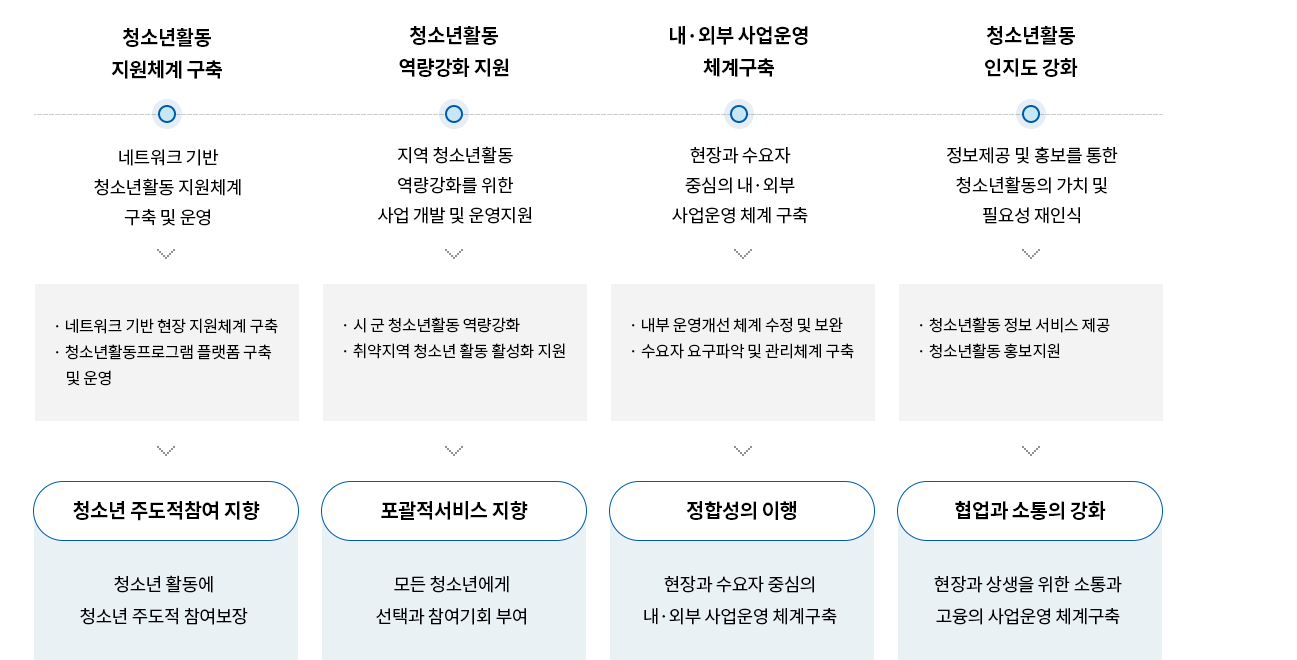 청소년활동
지원체계 구축
청소년활동
역량강화 지원
내·외부 사업운영
체계구축
청소년활동
인지도 강화
네트워크 기반
청소년활동 지원체계
구축 및 운영
지역 청소년활동
역량강화를 위한
사업 개발 및 운영지원
현장과 수요자
중심의 내·외부
사업운영 체계 구축
정보제공 및 홍보를 통한
청소년활동의 가치 및
필요성 재인식
· 네트워크 기반 현장 지원체계 구축
· 청소년활동프로그램 플랫폼 구축
및 운영
· 시 군 청소년활동 역량강화
· 취약지역 청소년 활동 활성화 지원
· 내부 운영개선 체계 수정 및 보완
· 수요자 요구파악 및 관리체계 구축
· 청소년활동 정보 서비스 제공
· 청소년활동 홍보지원
청소년 주도적참여 지향
포괄적서비스 지향
정합성의 이행
협업과 소통의 강화
청소년 활동에
청소년 주도적 참여보장
모든 청소년에게
선택과 참여기회 부여
현장과 수요자 중심의
내·외부 사업운영 체계구축
현장과 상생을 위한 소통과
고융의 사업운영 체계구축